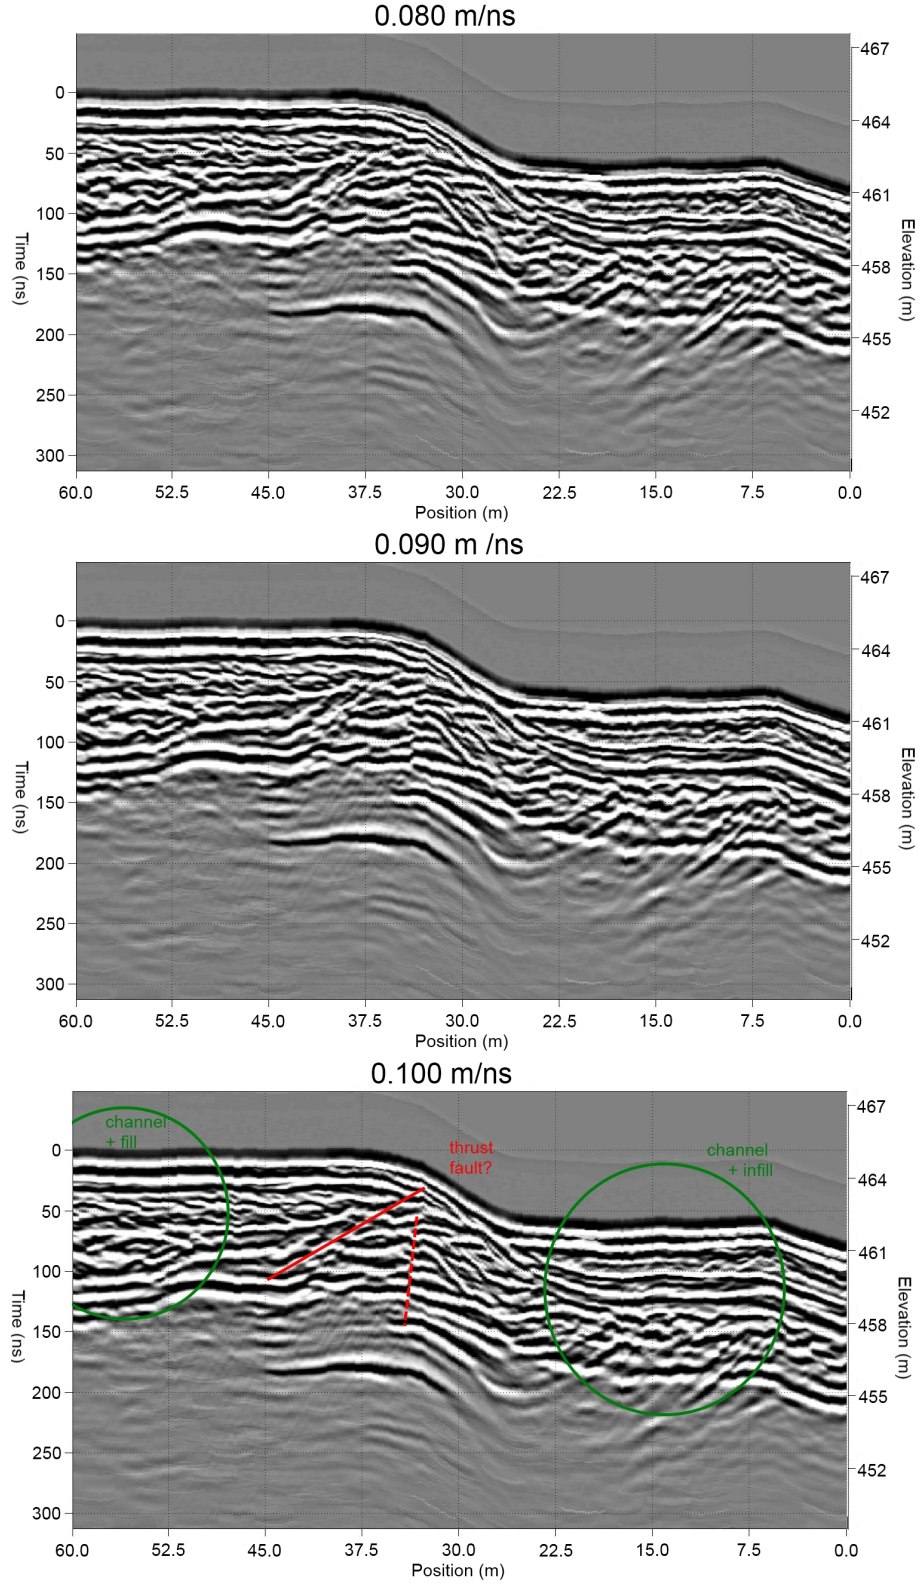 0.080 m/ns
0
50
100
150
200
250
300
Time (ns)
467
464
461
458
455
452
Elevation (m)
60.0 52.5 45.0 37.5 30.0 22.5 15.0 7.5 0.0
Position (m)
0.090 m /ns
0
50
100
150
200
250
300
Time (ns)
467
464
461
458
455
452
Elevation (m)
60.0 52.5 45.0 37.5 30.0 22.5 15.0 7.5 0.0
Position (m)
0.100 m/ns
channel
+ fill
thrust
fault?
channel
+ infill
0
50
100
150
200
250
300
Time (ns)
467
464
461
458
455
452
Elevation (m)
60.0 52.5 45.0 37.5 30.0 22.5 15.0 7.5 0.0
Position (m)